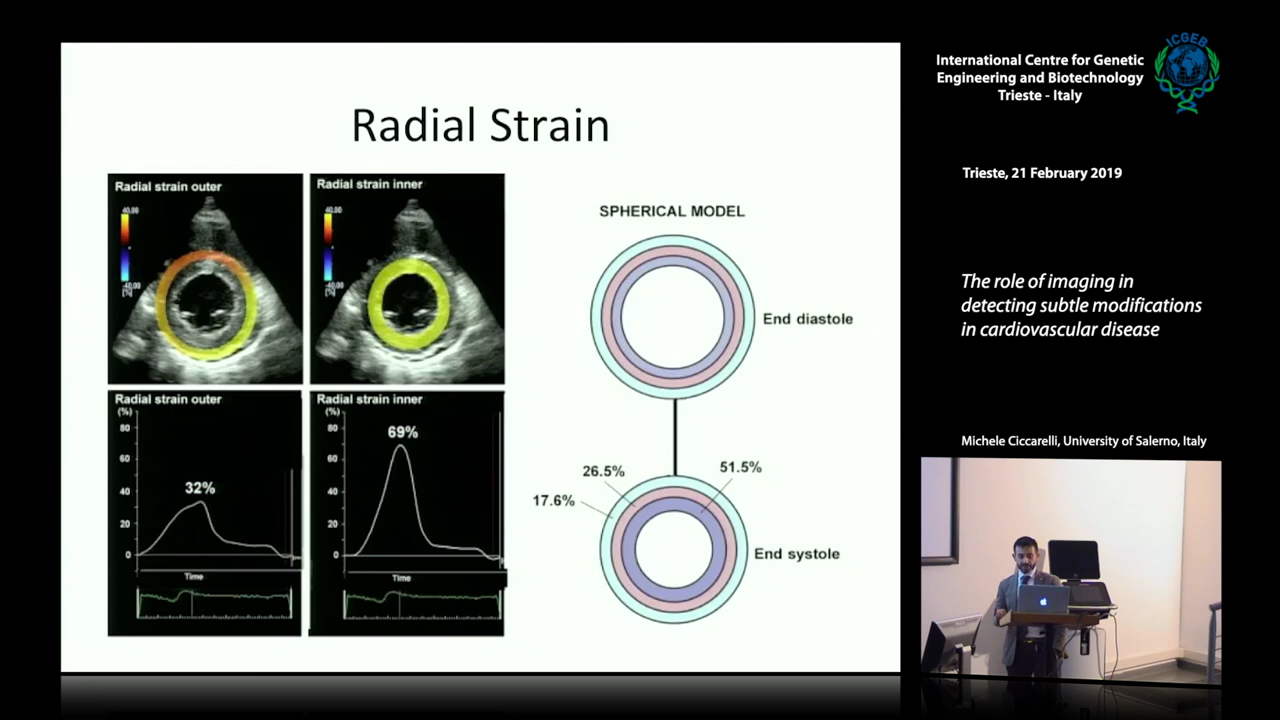 Radial Strain
Radial strain outer
40.00
-40.00
[%]
Radial strain inner
40.00
-40.00
[%]
Radial strain outer
(%)
80
60
40
20
0
32%
Time
Radial strain inner
(%)
80
60
40
20
0
69%
Time
SPHERICAL MODEL
End diastole
26.5%
51.5%
17.6%
End systole
International Centre for Genetic
Engineering and Biotechnology
Trieste - Italy
ICGEB
Trieste, 21 February 2019
The role of imaging in
detecting subtle modifications
in cardiovascular disease
Michele Ciccarelli, University of Salerno, Italy